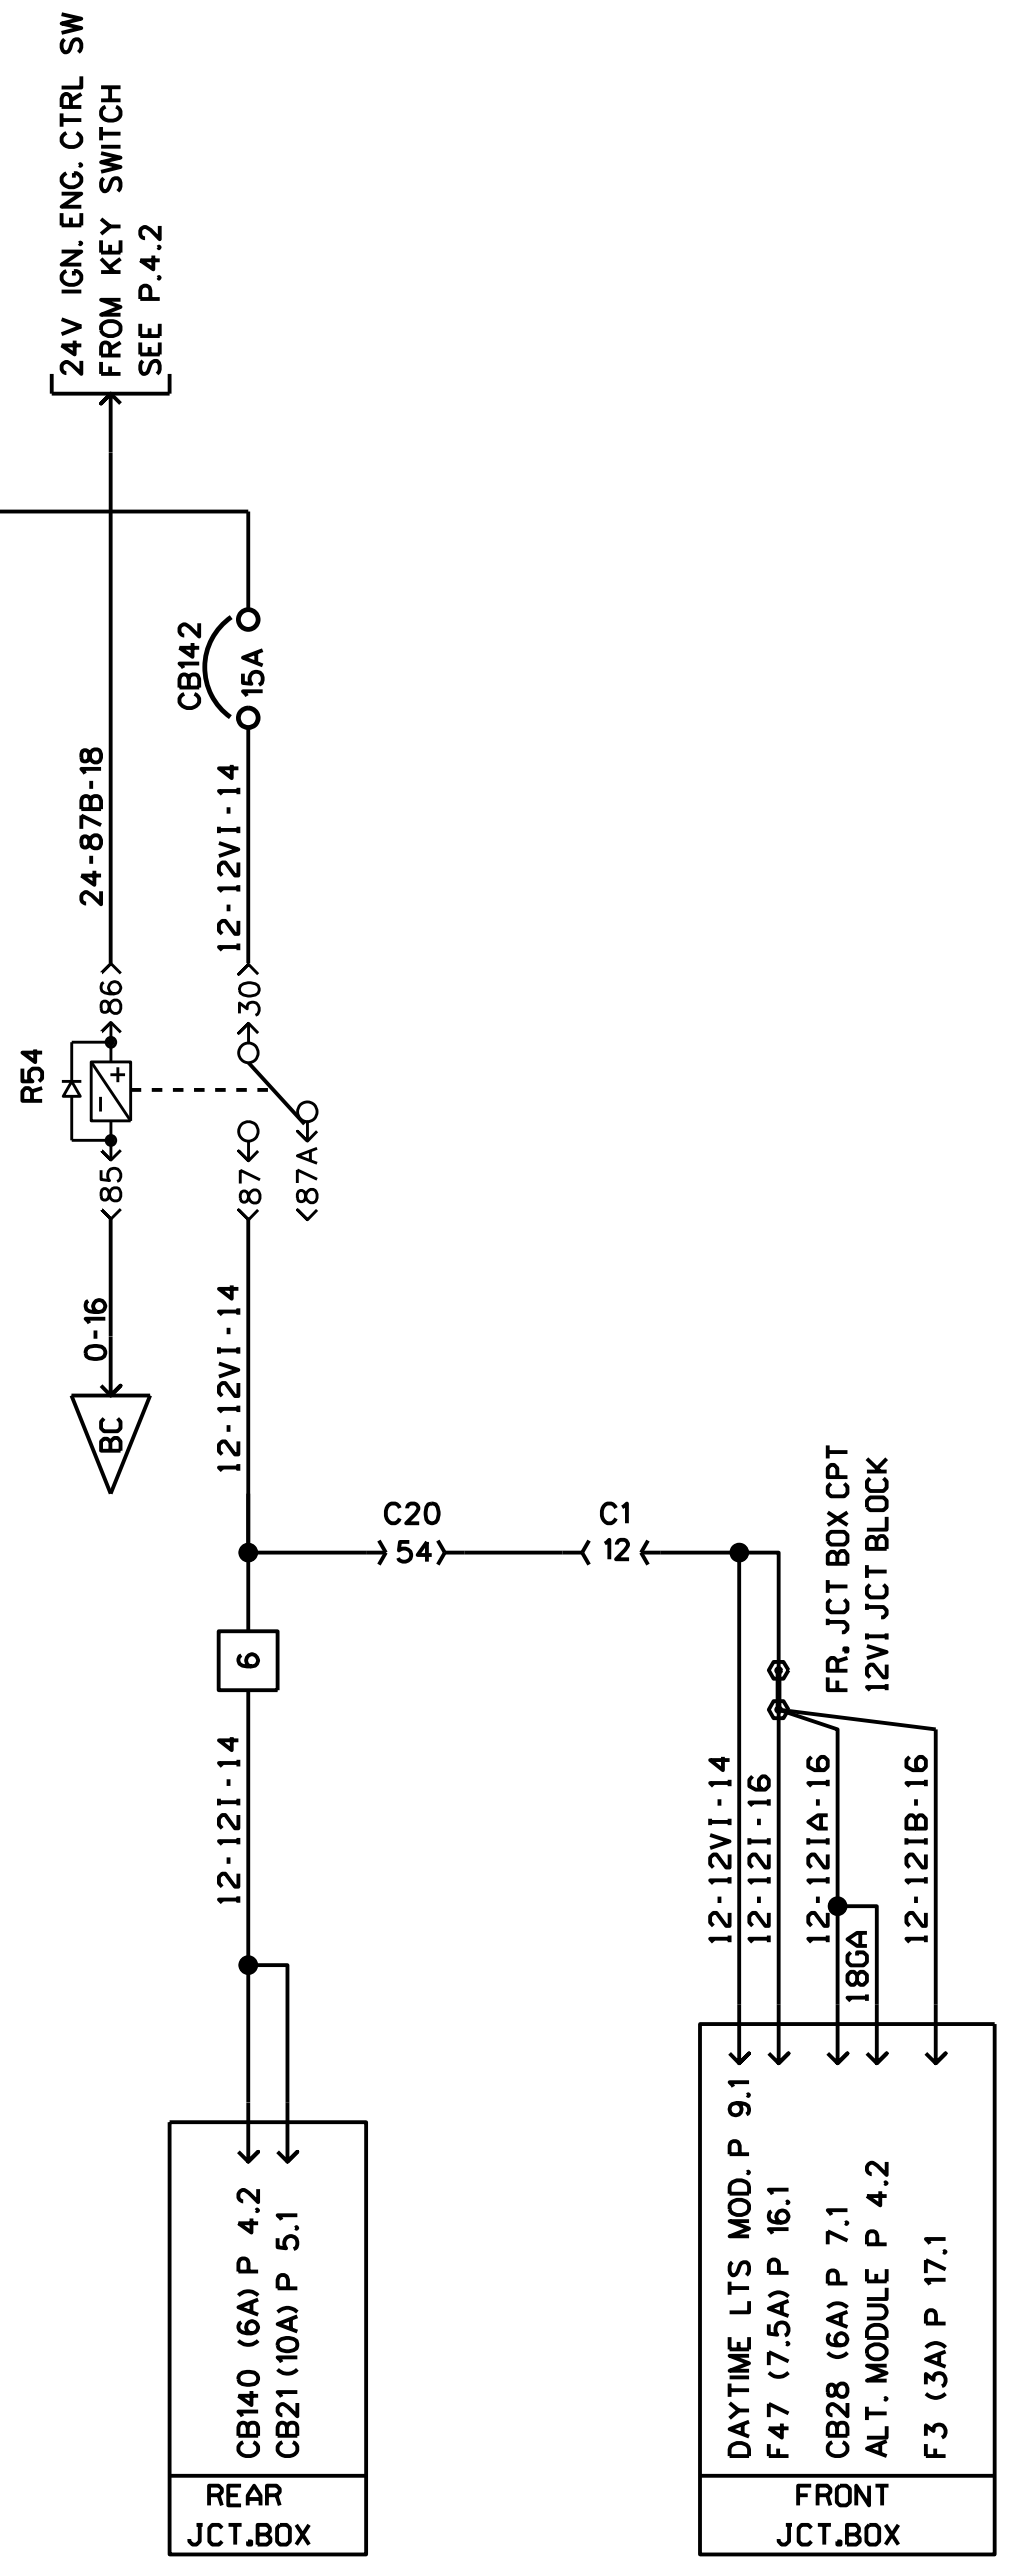 24V IGN. ENG. CTRL SW
FROM KEY SWITCH
SEE P.4.2
CB142
15A
24-87B-18
12-12VI-14
R54
86
30
+
-
85
87
87A
0-16
BC
12-12VI-14
C20
54
C1
12
6
FR. JCT BOX CPT
12VI JCT BLOCK
12-12I-14
12-12VI-14
12-12I-16
12-12IA-16
18GA
12-12IB-16
CB140 (6A) P 4.2
CB21 (10A) P 5.1
REAR
JCT.BOX
DAYTIME LTS MOD. P 9.1
F47 (7.5A) P 16.1
CB28 (6A) P 7.1
ALT. MODULE P 4.2
F3 (3A) P 17.1
FRONT
JCT.BOX